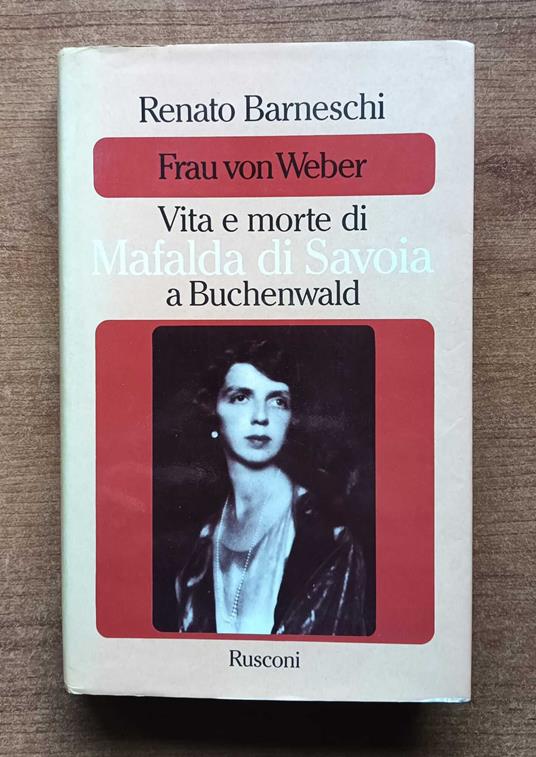 Renato Barneschi
Frau von Weber
Vita e morte di
Mafalda di Savoia
a Buchenwald
Rusconi